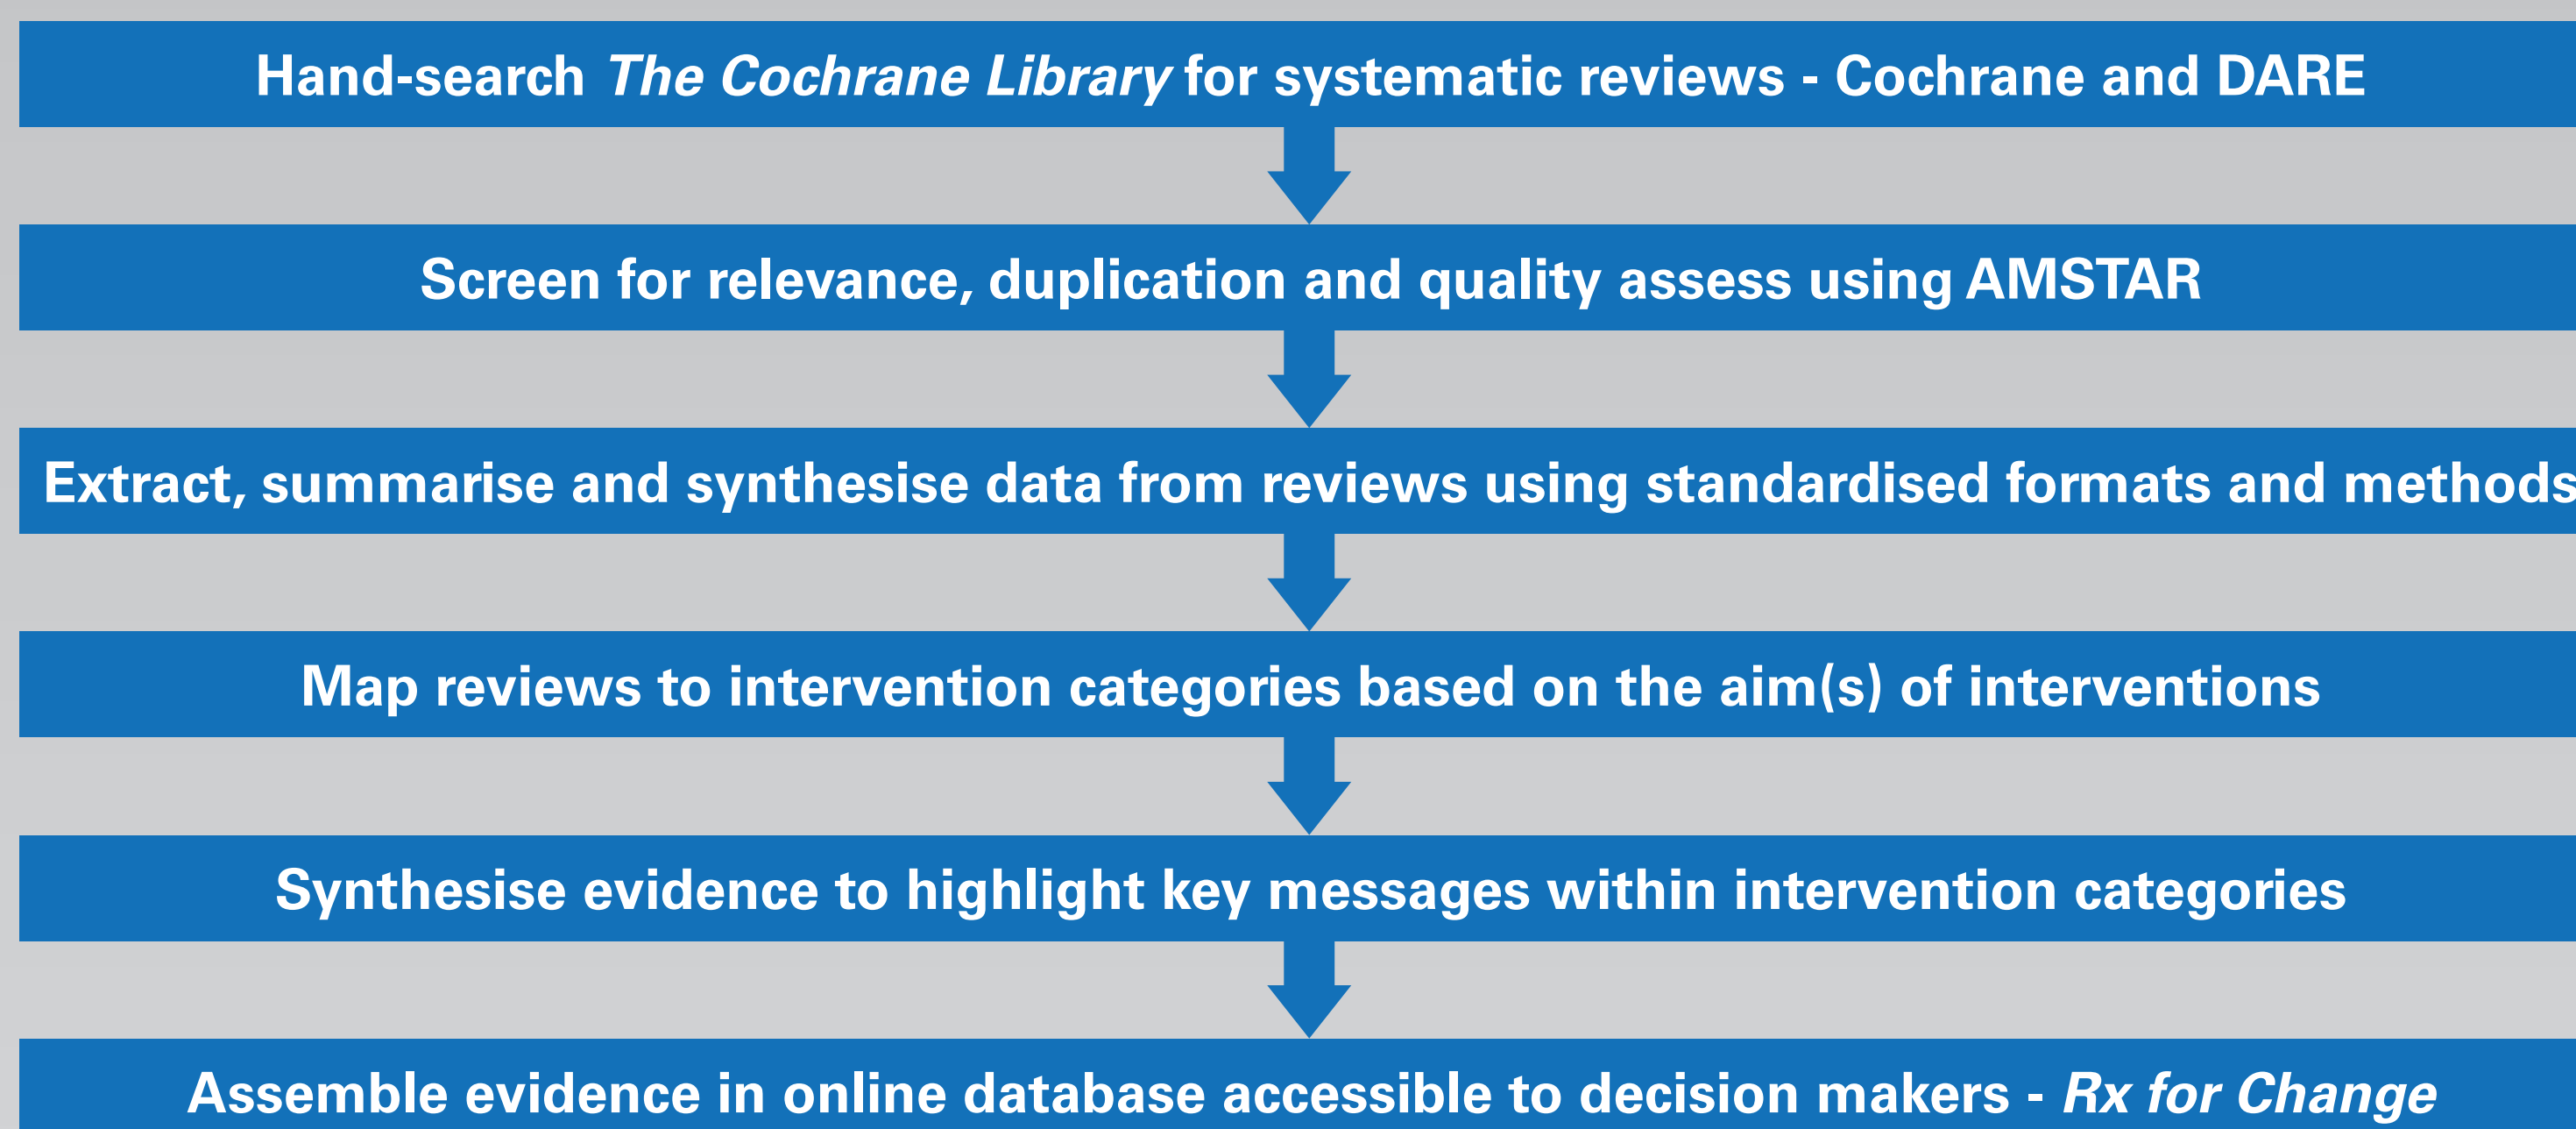 Hand-search The Cochrane Library for systematic reviews - Cochrane and DARE
Screen for relevance, duplication and quality assess using AMSTAR
Extract, summarise and synthesise data from reviews using standardised formats and methods
Map reviews to intervention categories based on the aim(s) of interventions
Synthesise evidence to highlight key messages within intervention categories
Assemble evidence in online database accessible to decision makers - Rx for Change